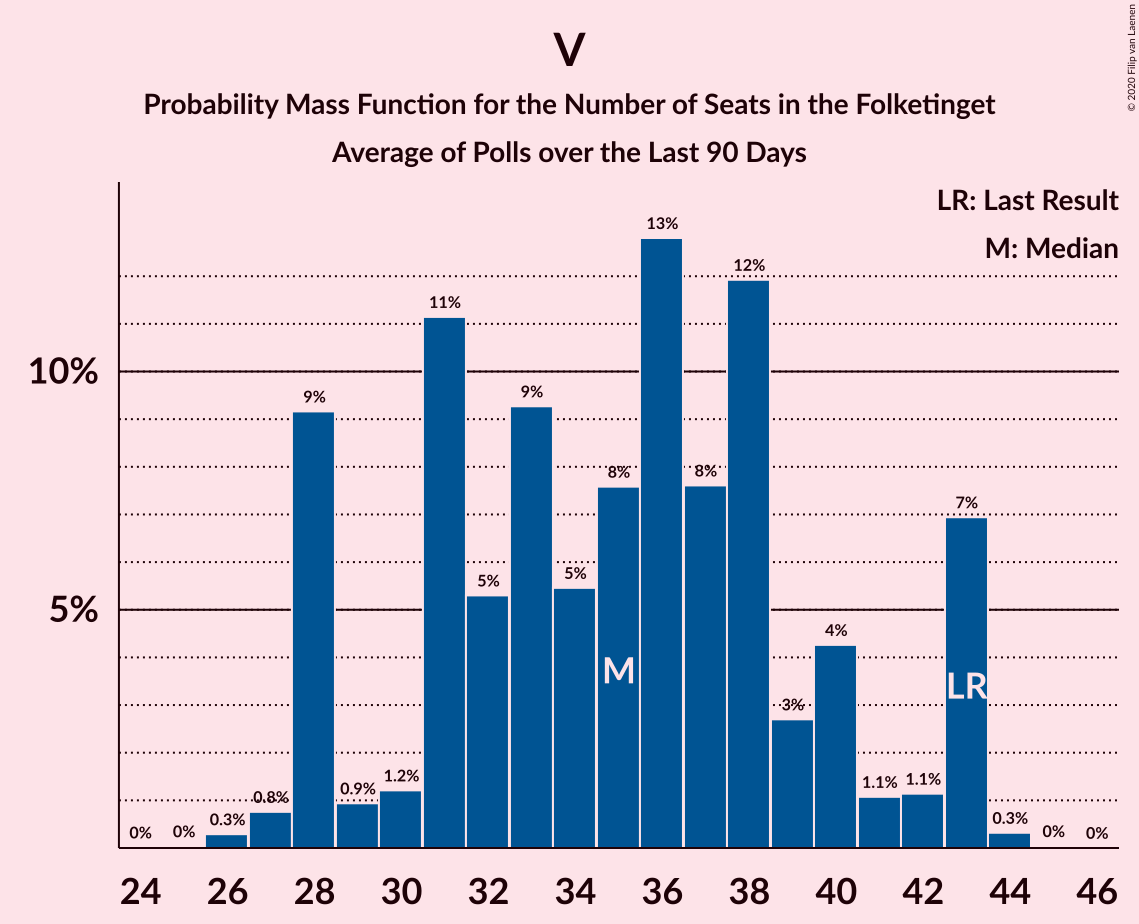 © 2020 Filip van Laenen
V
Probability Mass Function for the Number of Seats in the Folketinget
Average of Polls over the Last 90 Days
LR: Last Result
M: Median
10%
5%
0% 0% 0.3% 0.8% 9% 0.9% 1.2% 11% 5% 9% 5% 8% 13% 8% 12% 3% 4% 1.1% 1.1% 7% 0.3% 0% 0%
M LR
24 26 28 30 32 34 36 38 40 42 44 46